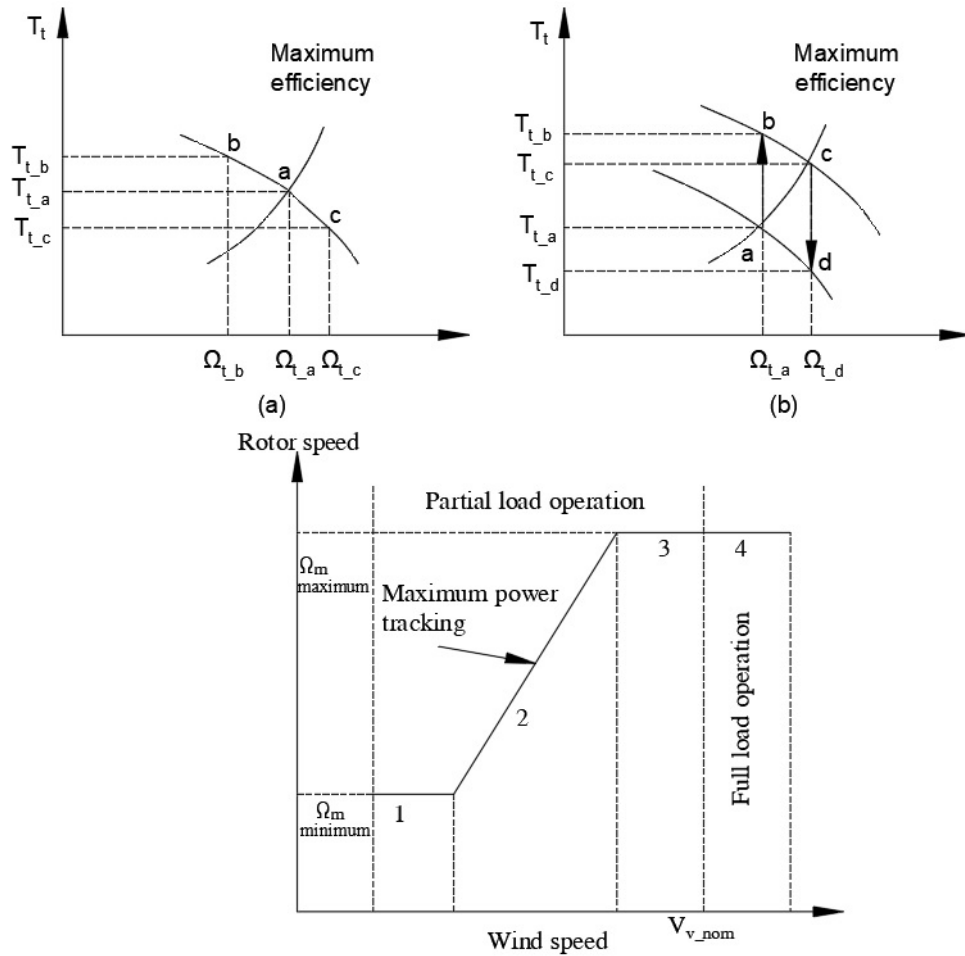 T_t
Maximum
efficiency
b
a
c
T_t_b
T_t_a
T_t_c
Ω_t_b
Ω_t_a
Ω_t_c
(a)
T_t
Maximum
efficiency
b
c
a
d
T_t_b
T_t_c
T_t_a
T_t_d
Ω_t_a
Ω_t_d
(b)
Rotor speed
Partial load operation
3
4
Ω_m
maximum
Maximum power
tracking
2
Full load operation
Ω_m
minimum
1
Wind speed
V_v_nom